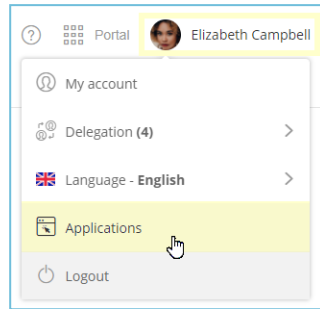 Portal Elizabeth Campbell
My account
Delegation (4)
Language - English
Applications
Logout